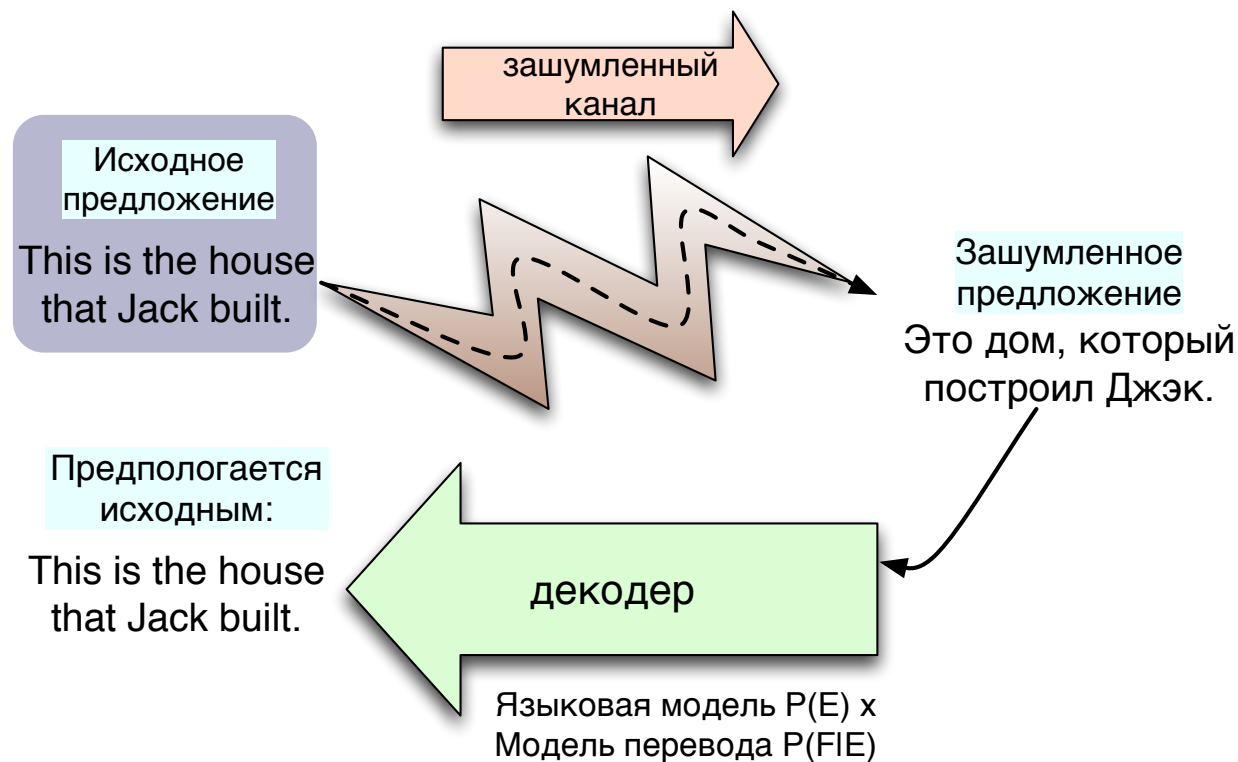 зашумленный
канал
Исходное
предложение
This is the house
that Jack built.
Зашумленное
предложение
Это дом, который
построил Джэк.
Предпологается
исходным:
This is the house
that Jack built.
декодер
Языковая модель P(E) x
Модель перевода P(F|E)